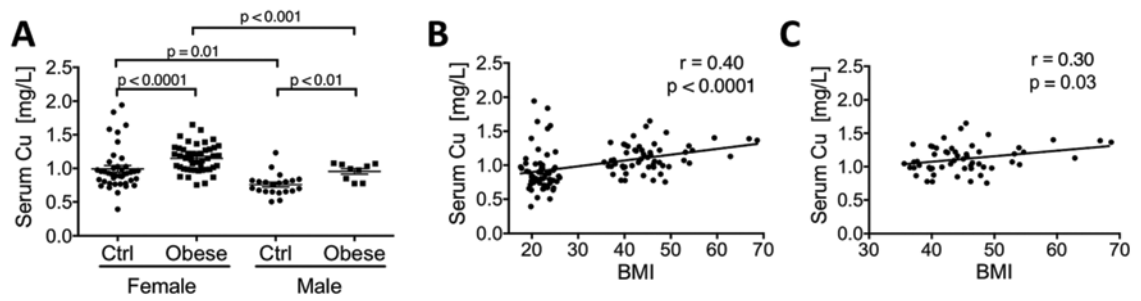 A
p < 0.001
p = 0.01
p < 0.0001
p < 0.01
Serum Cu [mg/L]
2.5
2.0
1.5
1.0
0.5
0.0
Ctrl Obese Ctrl Obese
Female Male
B
r = 0.40
p < 0.0001
Serum Cu [mg/L]
2.5
2.0
1.5
1.0
0.5
0.0
20 30 40 50 60 70
BMI
C
r = 0.30
p = 0.03
Serum Cu [mg/L]
2.5
2.0
1.5
1.0
0.5
0.0
30 40 50 60 70
BMI